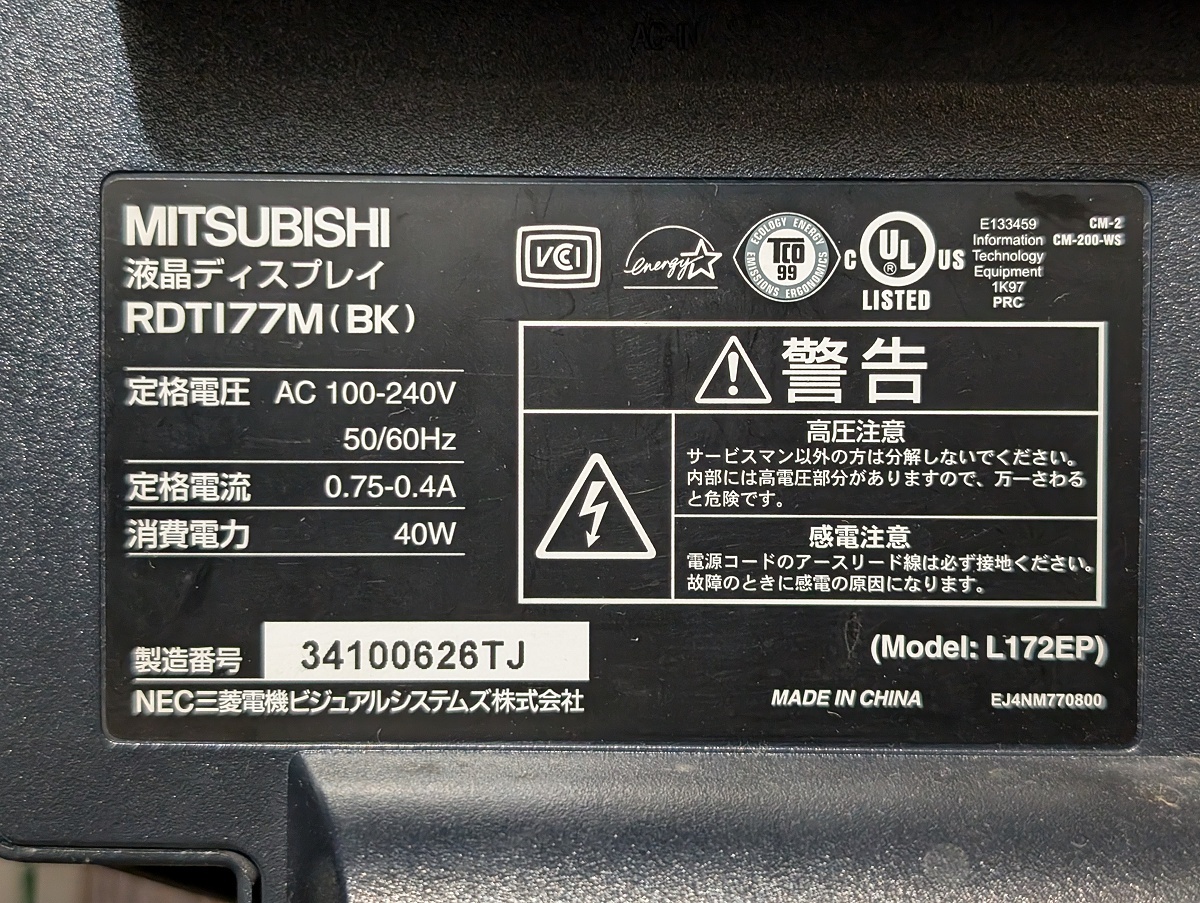 AC-IN
MITSUBISHI
液晶ディスプレイ
RDT177M(BK)
定格電圧 AC 100-240V
50/60Hz
定格電流 0.75-0.4A
消費電力 40W
VCI
energy
ECOLOGY ENERGY
TCO
99
EMISSIONS ERGONOMICS
C UL US
®
LISTED
E133459
Information
Technology
Equipment
1K97
PRC
CM-2
CM-200-WS
警告
高圧注意
サービスマン以外の方は分解しないでください。
内部には高電圧部分がありますので、万一さわる
と危険です。
感電注意
電源コードのアースリード線は必ず接地ください。
故障のときに感電の原因になります。
製造番号 34100626TJ
NEC三菱電機ビジュアルシステムズ株式会社
(Model: L172EP)
MADE IN CHINA
EJ4NM770800